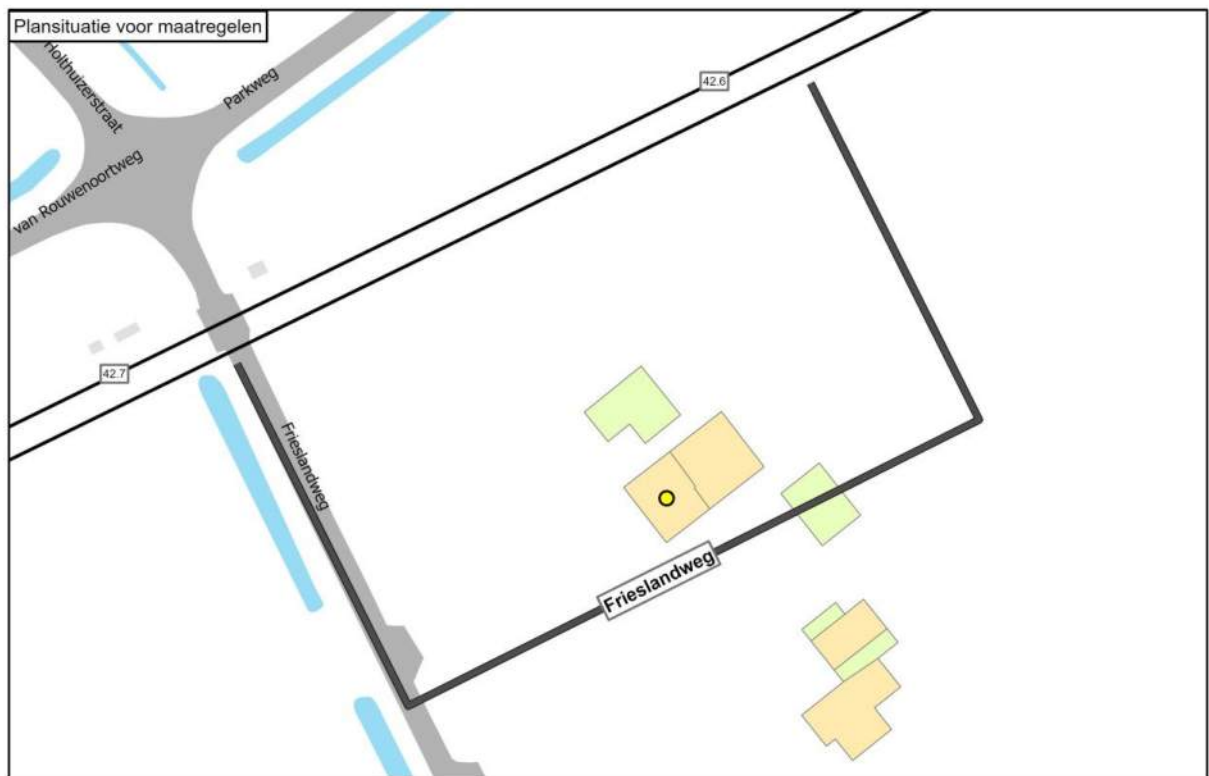 Plansituatie voor maatregelen
Holthuizerstraat
Parkweg
42.6
van Rouwenoortweg
42.7
Frieslandweg
Frieslandweg